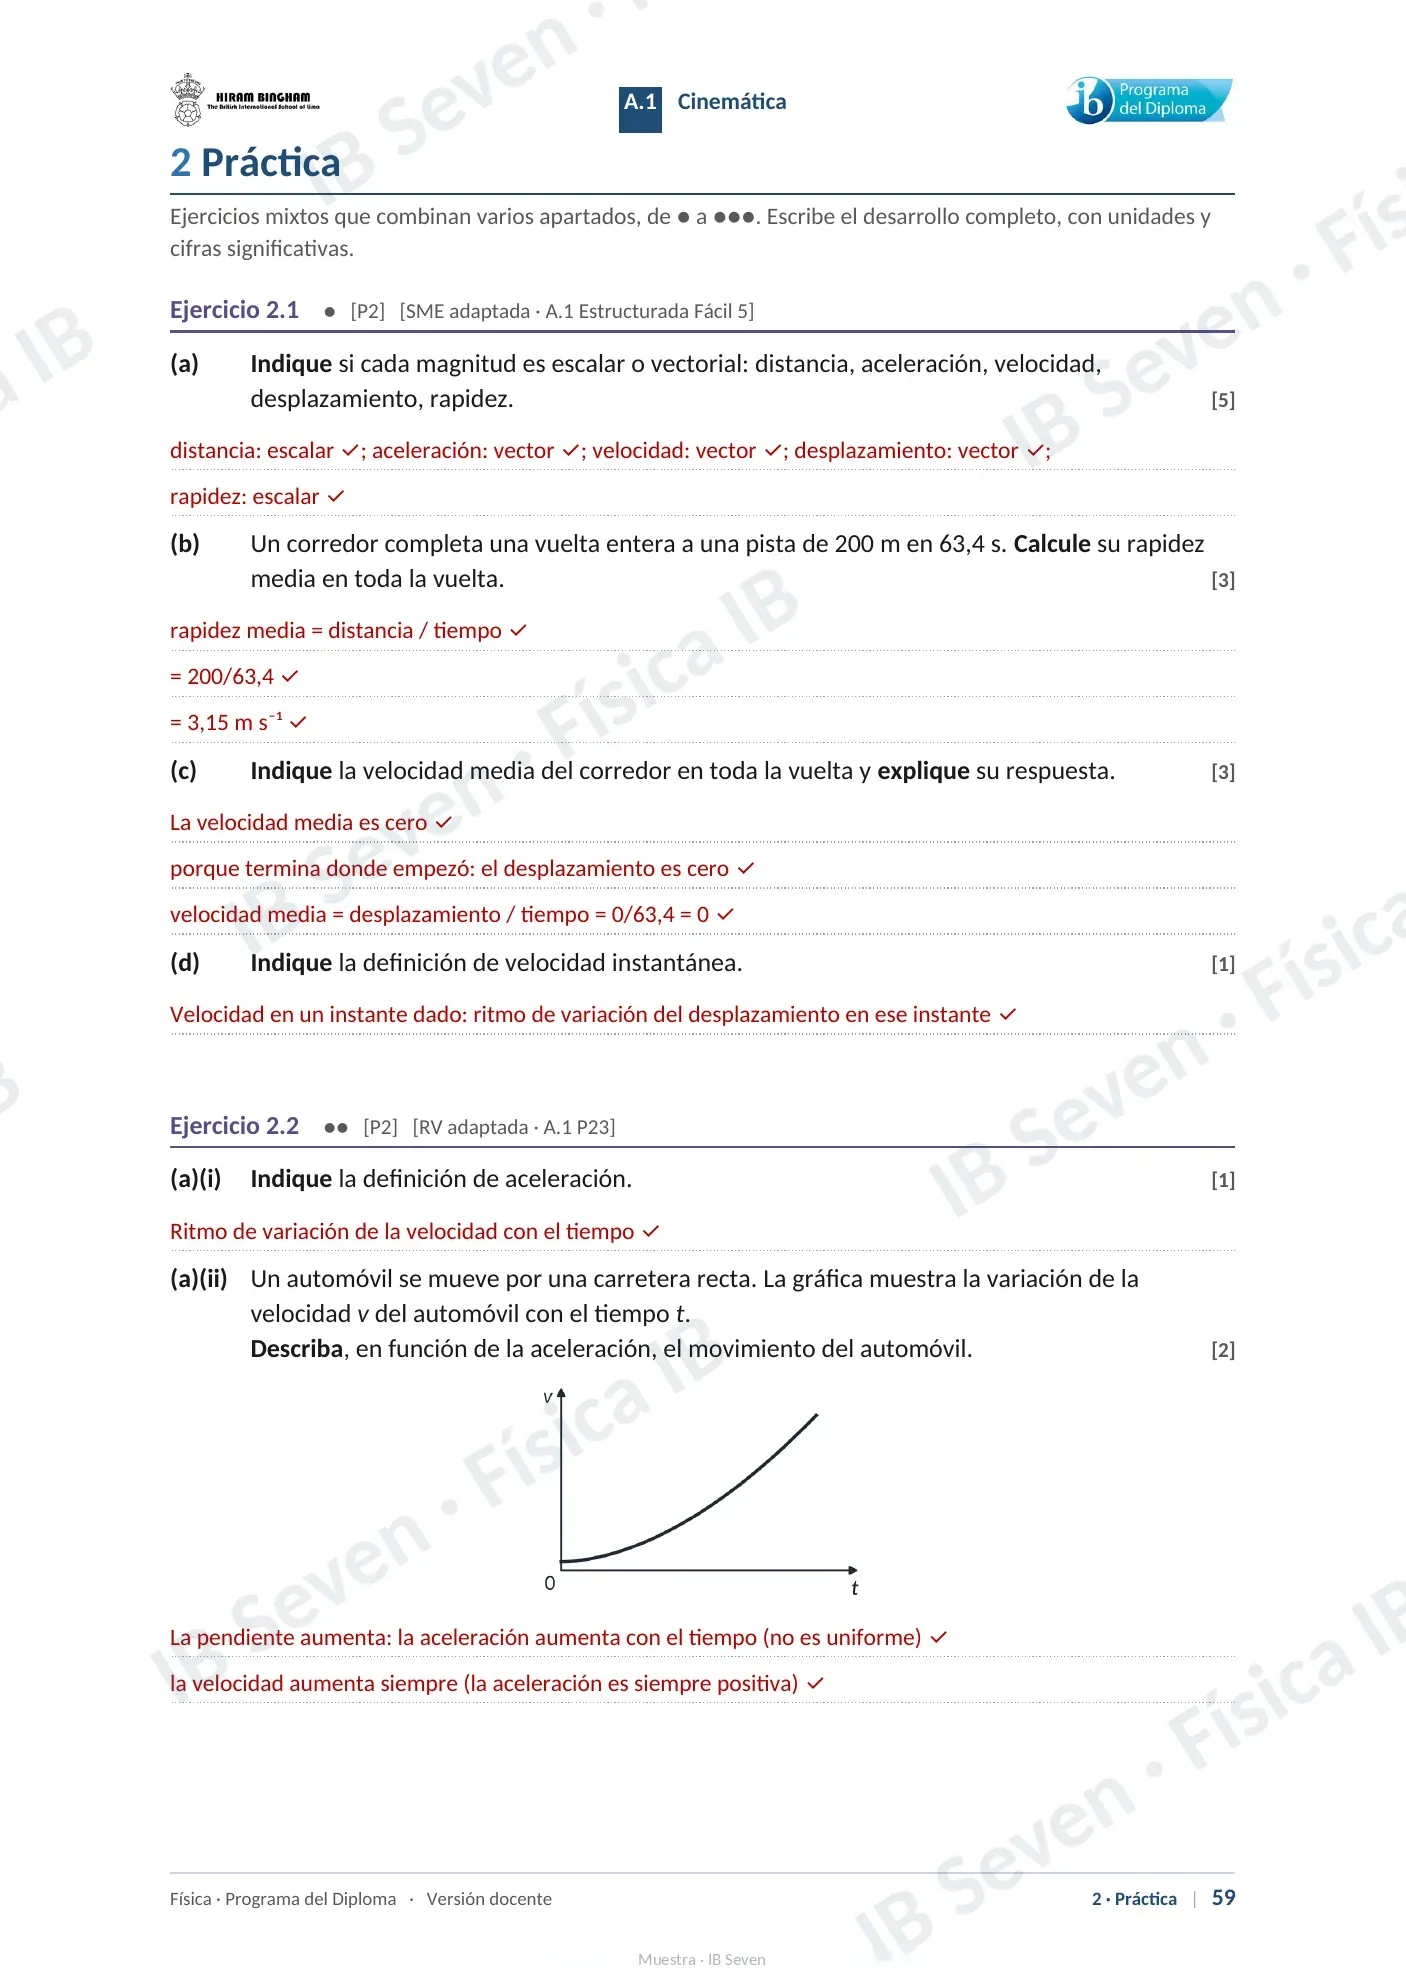 HIRAM BINGHAM
The British International School of Lima
A.1 Cinemática
Programa
del Diploma
2 Práctica
Ejercicios mixtos que combinan varios apartados, de ● a ●●●. Escribe el desarrollo completo, con unidades y
cifras significativas.
Ejercicio 2.1 ● [P2] [SME adaptada · A.1 Estructurada Fácil 5]
(a) Indique si cada magnitud es escalar o vectorial: distancia, aceleración, velocidad,
desplazamiento, rapidez. [5]
distancia: escalar ✓; aceleración: vector ✓; velocidad: vector ✓; desplazamiento: vector ✓;
rapidez: escalar ✓
(b) Un corredor completa una vuelta entera a una pista de 200 m en 63,4 s. Calcule su rapidez
media en toda la vuelta. [3]
rapidez media = distancia / tiempo ✓
= 200/63,4 ✓
= 3,15 m s⁻¹ ✓
(c) Indique la velocidad media del corredor en toda la vuelta y explique su respuesta. [3]
La velocidad media es cero ✓
porque termina donde empezó: el desplazamiento es cero ✓
velocidad media = desplazamiento / tiempo = 0/63,4 = 0 ✓
(d) Indique la definición de velocidad instantánea. [1]
Velocidad en un instante dado: ritmo de variación del desplazamiento en ese instante ✓
Ejercicio 2.2 ●● [P2] [RV adaptada · A.1 P23]
(a)(i) Indique la definición de aceleración. [1]
Ritmo de variación de la velocidad con el tiempo ✓
(a)(ii) Un automóvil se mueve por una carretera recta. La gráfica muestra la variación de la
velocidad v del automóvil con el tiempo t.
Describa, en función de la aceleración, el movimiento del automóvil. [2]
v
0
t
La pendiente aumenta: la aceleración aumenta con el tiempo (no es uniforme) ✓
la velocidad aumenta siempre (la aceleración es siempre positiva) ✓
Física · Programa del Diploma · Versión docente 2 · Práctica | 59
Muestra · IB Seven
IB Seven · Física IB